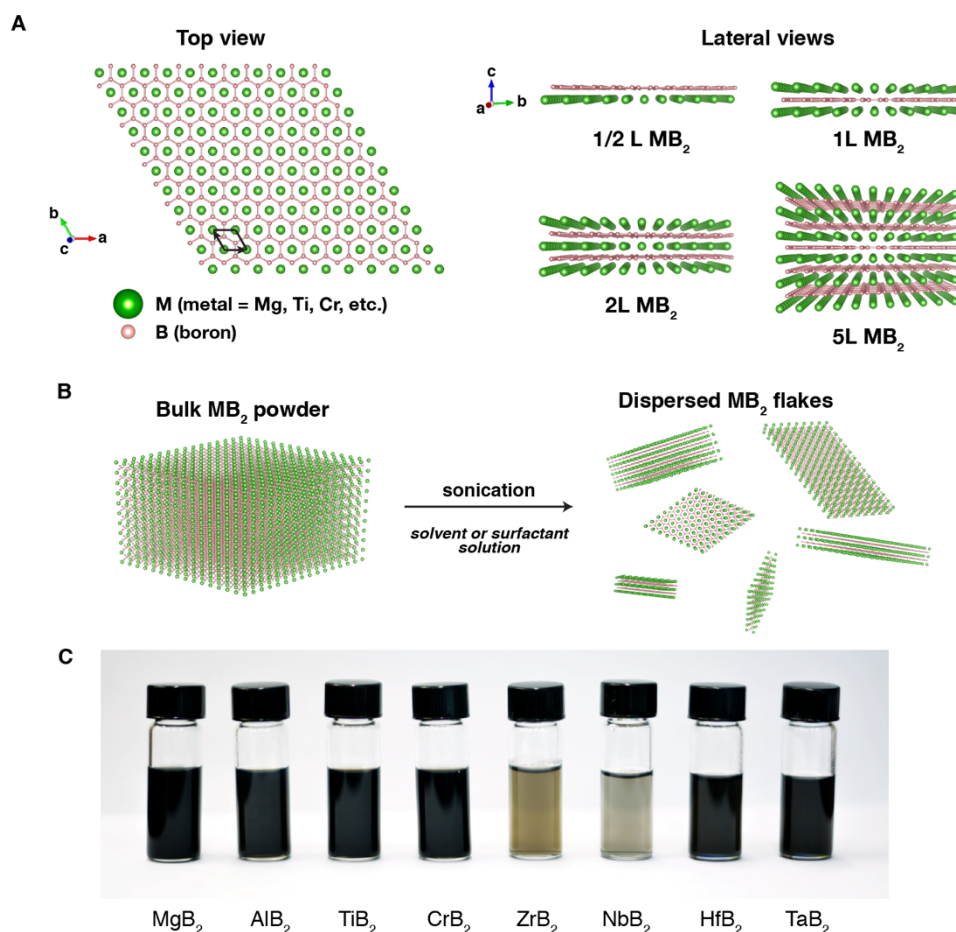 A
Top view
Lateral views
c
a
b
1/2 L MB₂
1L MB₂
b
c
a
M (metal = Mg, Ti, Cr, etc.)
B (boron)
2L MB₂
5L MB₂
B
Bulk MB₂ powder
Dispersed MB₂ flakes
sonication
solvent or surfactant
solution
C
MgB₂ AlB₂ TiB₂ CrB₂ ZrB₂ NbB₂ HfB₂ TaB₂